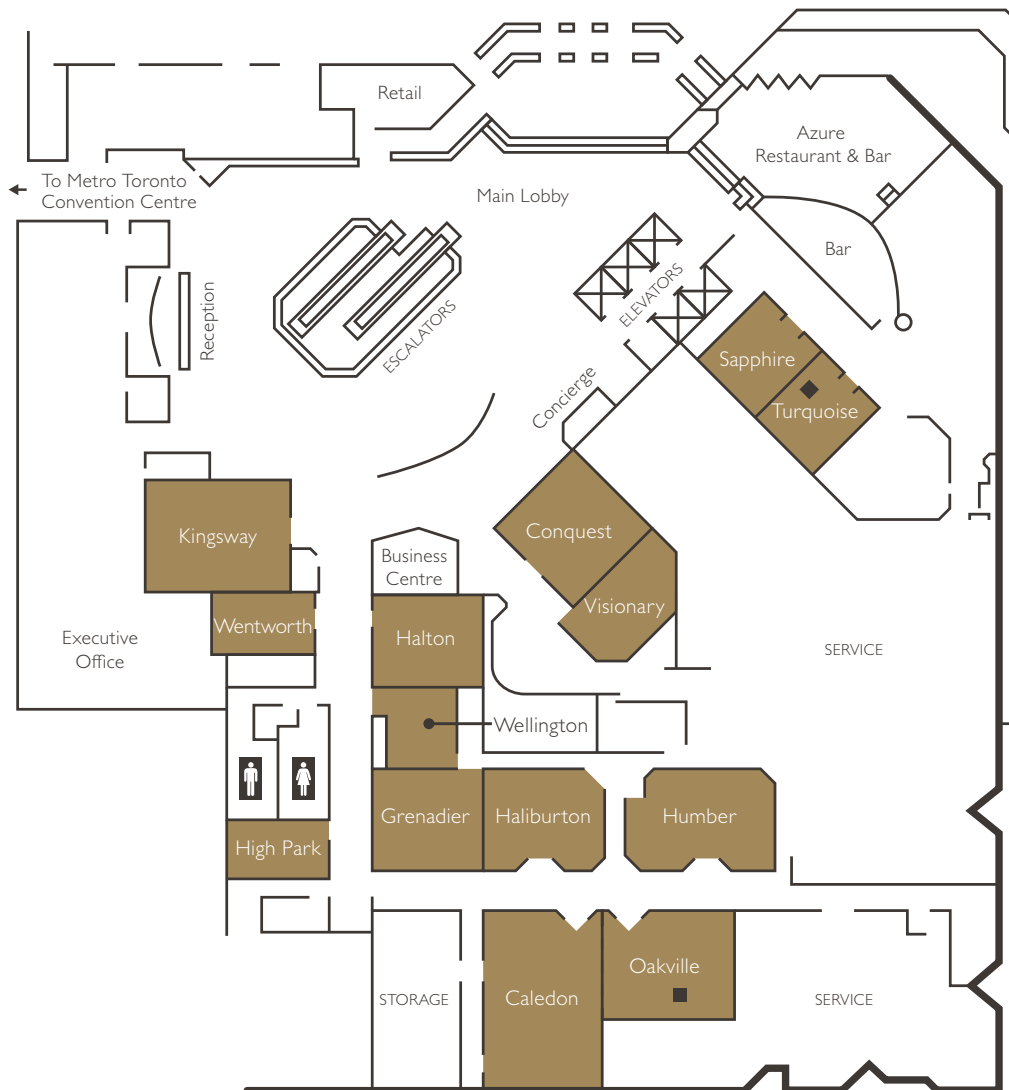 Retail
Azure
Restaurant & Bar
To Metro Toronto
Convention Centre
Main Lobby
Bar
ELEVATORS
Reception
ESCALATORS
Sapphire
Concierge
Turquoise
Kingsway
Conquest
Business
Centre
Visionary
Wentworth
Executive
Office
Halton
SERVICE
Wellington
Grenadier
Haliburton
Humber
High Park
Oakville
STORAGE
Caledon
SERVICE